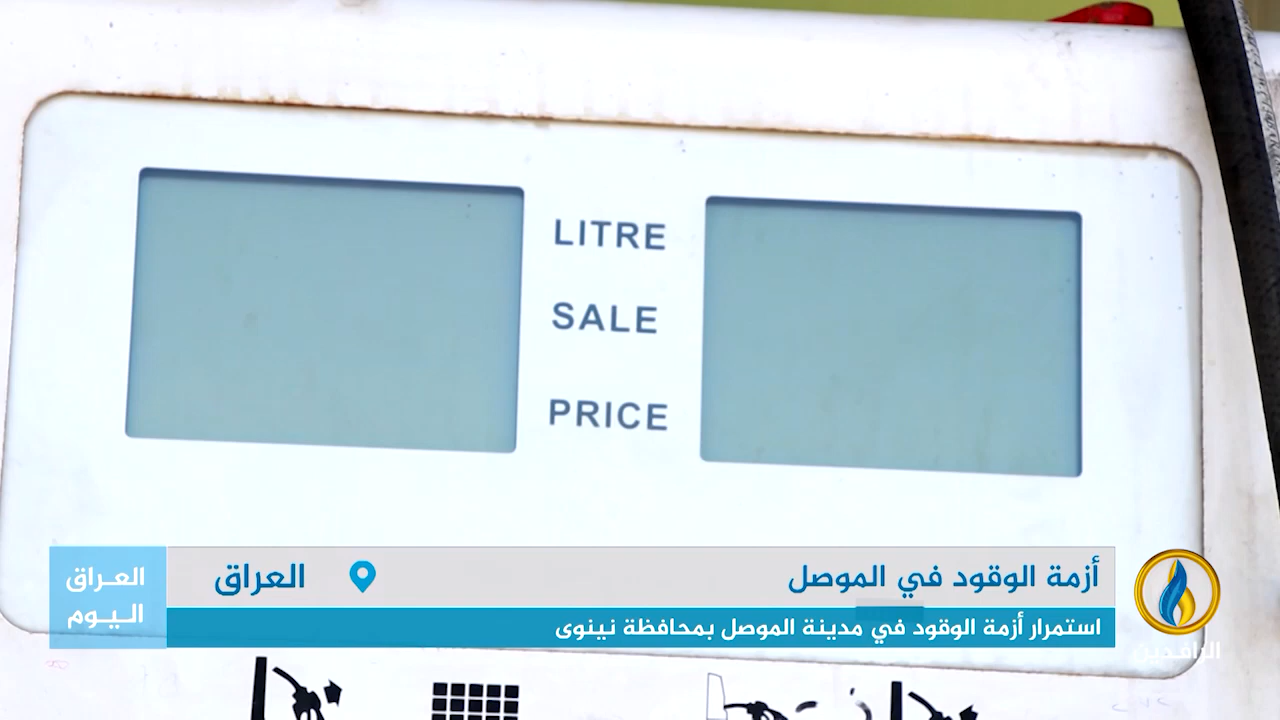 LITRE
SALE
PRICE
أزمة الوقود في الموصل
العراق
استمرار أزمة الوقود في مدينة الموصل بمحافظة نينوى
العراق
اليوم
الرافدين